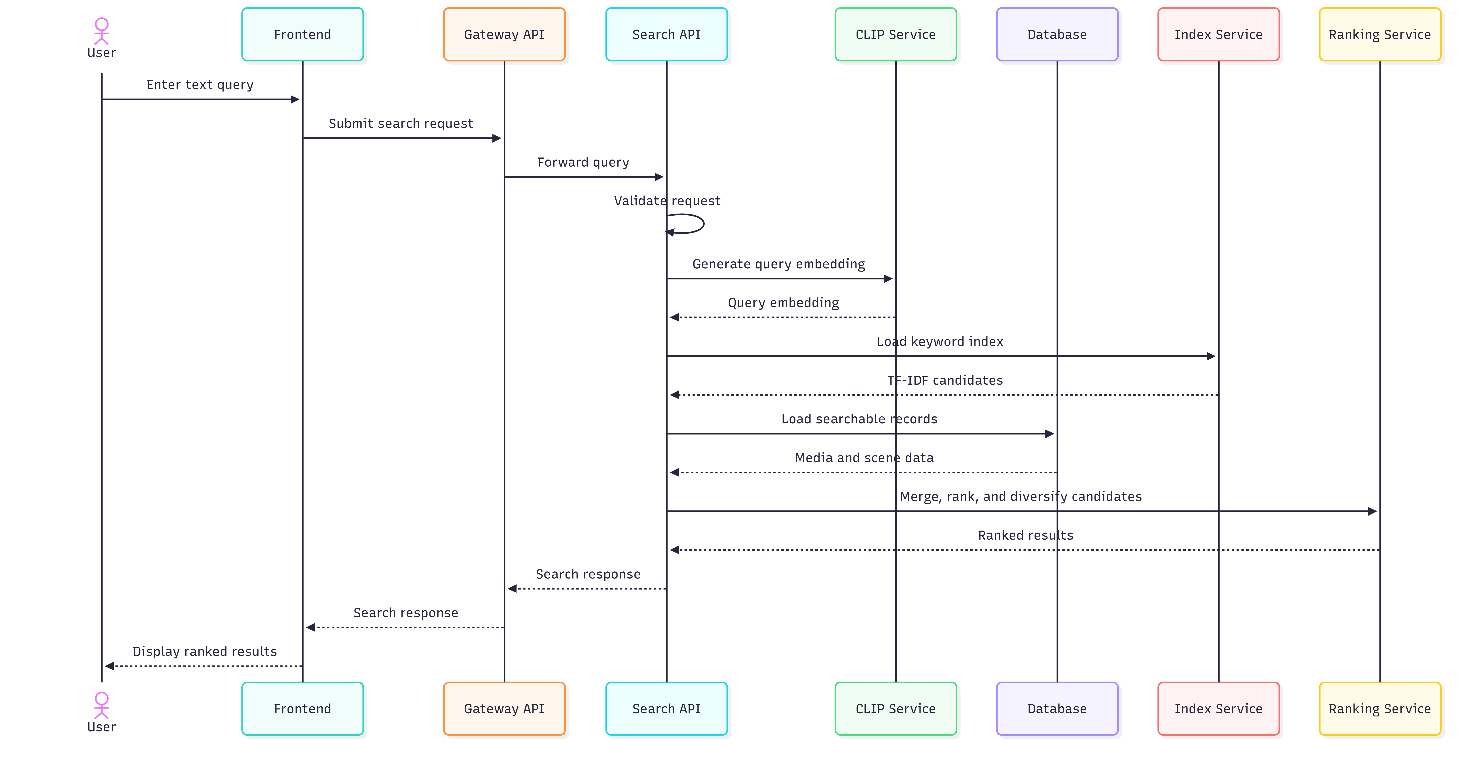 User
Frontend
Gateway API
Search API
CLIP Service
Database
Index Service
Ranking Service
Enter text query
Submit search request
Forward query
Validate request
Generate query embedding
Query embedding
Load keyword index
TF-IDF candidates
Load searchable records
Media and scene data
Merge, rank, and diversify candidates
Ranked results
Search response
Search response
Display ranked results
User
Frontend
Gateway API
Search API
CLIP Service
Database
Index Service
Ranking Service